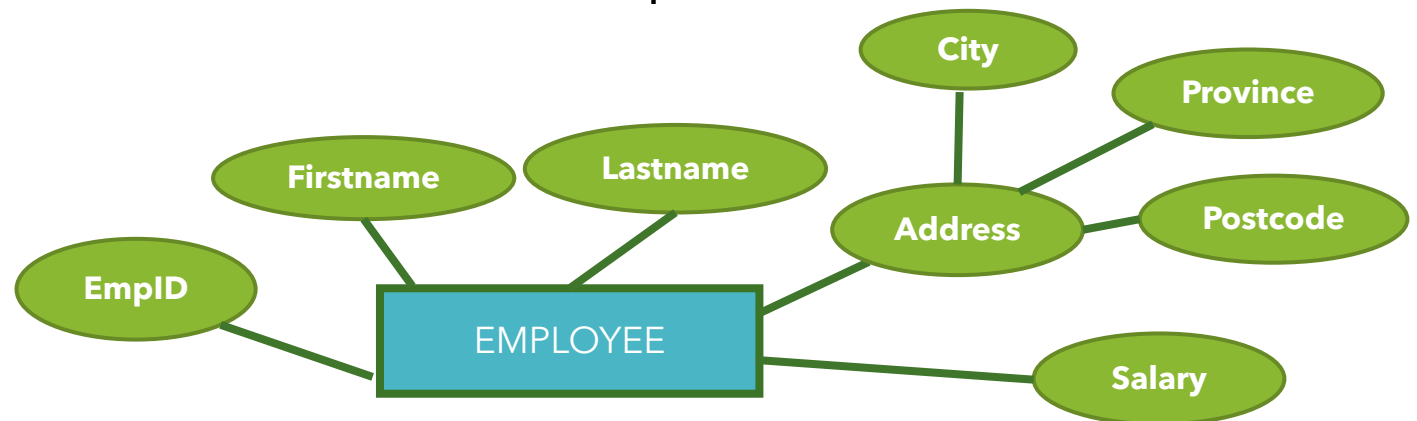 City
Province
Firstname
Lastname
Address
Postcode
EmpID
EMPLOYEE
Salary